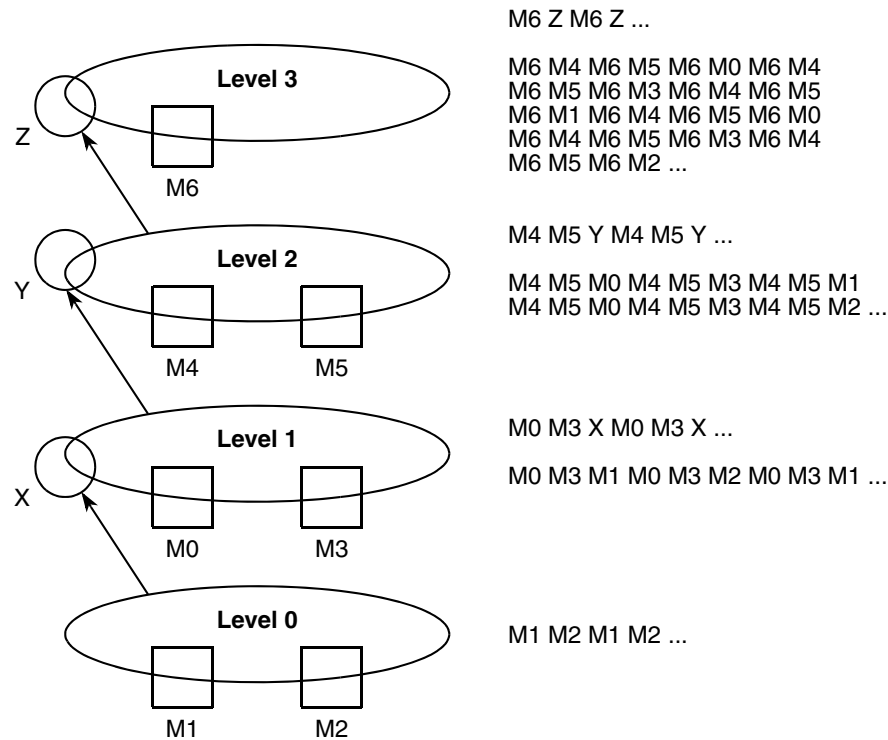 M6 Z M6 Z ...
Level 3
M6 M4 M6 M5 M6 M0 M6 M4
M6 M5 M6 M3 M6 M4 M6 M5
M6 M1 M6 M4 M6 M5 M6 M0
M6 M4 M6 M5 M6 M3 M6 M4
M6 M5 M6 M2 ...
Z
M6
M4 M5 Y M4 M5 Y ...
Level 2
Y
M4 M5 M0 M4 M5 M3 M4 M5 M1
M4 M5 M0 M4 M5 M3 M4 M5 M2 ...
M4 M5
Level 1
M0 M3 X M0 M3 X ...
M0 M3 M1 M0 M3 M2 M0 M3 M1 ...
X
M0 M3
Level 0
M1 M2 M1 M2 ...
M1 M2